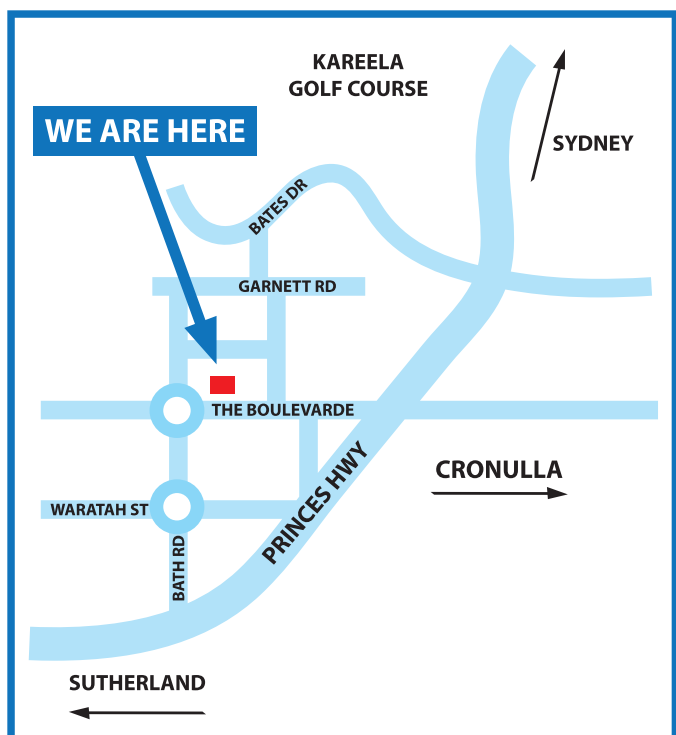 KAREELA
GOLF COURSE
WE ARE HERE
SYDNEY
BATES DR
GARNETT RD
THE BOULEVARDE
PRINCES HWY
CRONULLA
WARATAH ST
BATH RD
SUTHERLAND